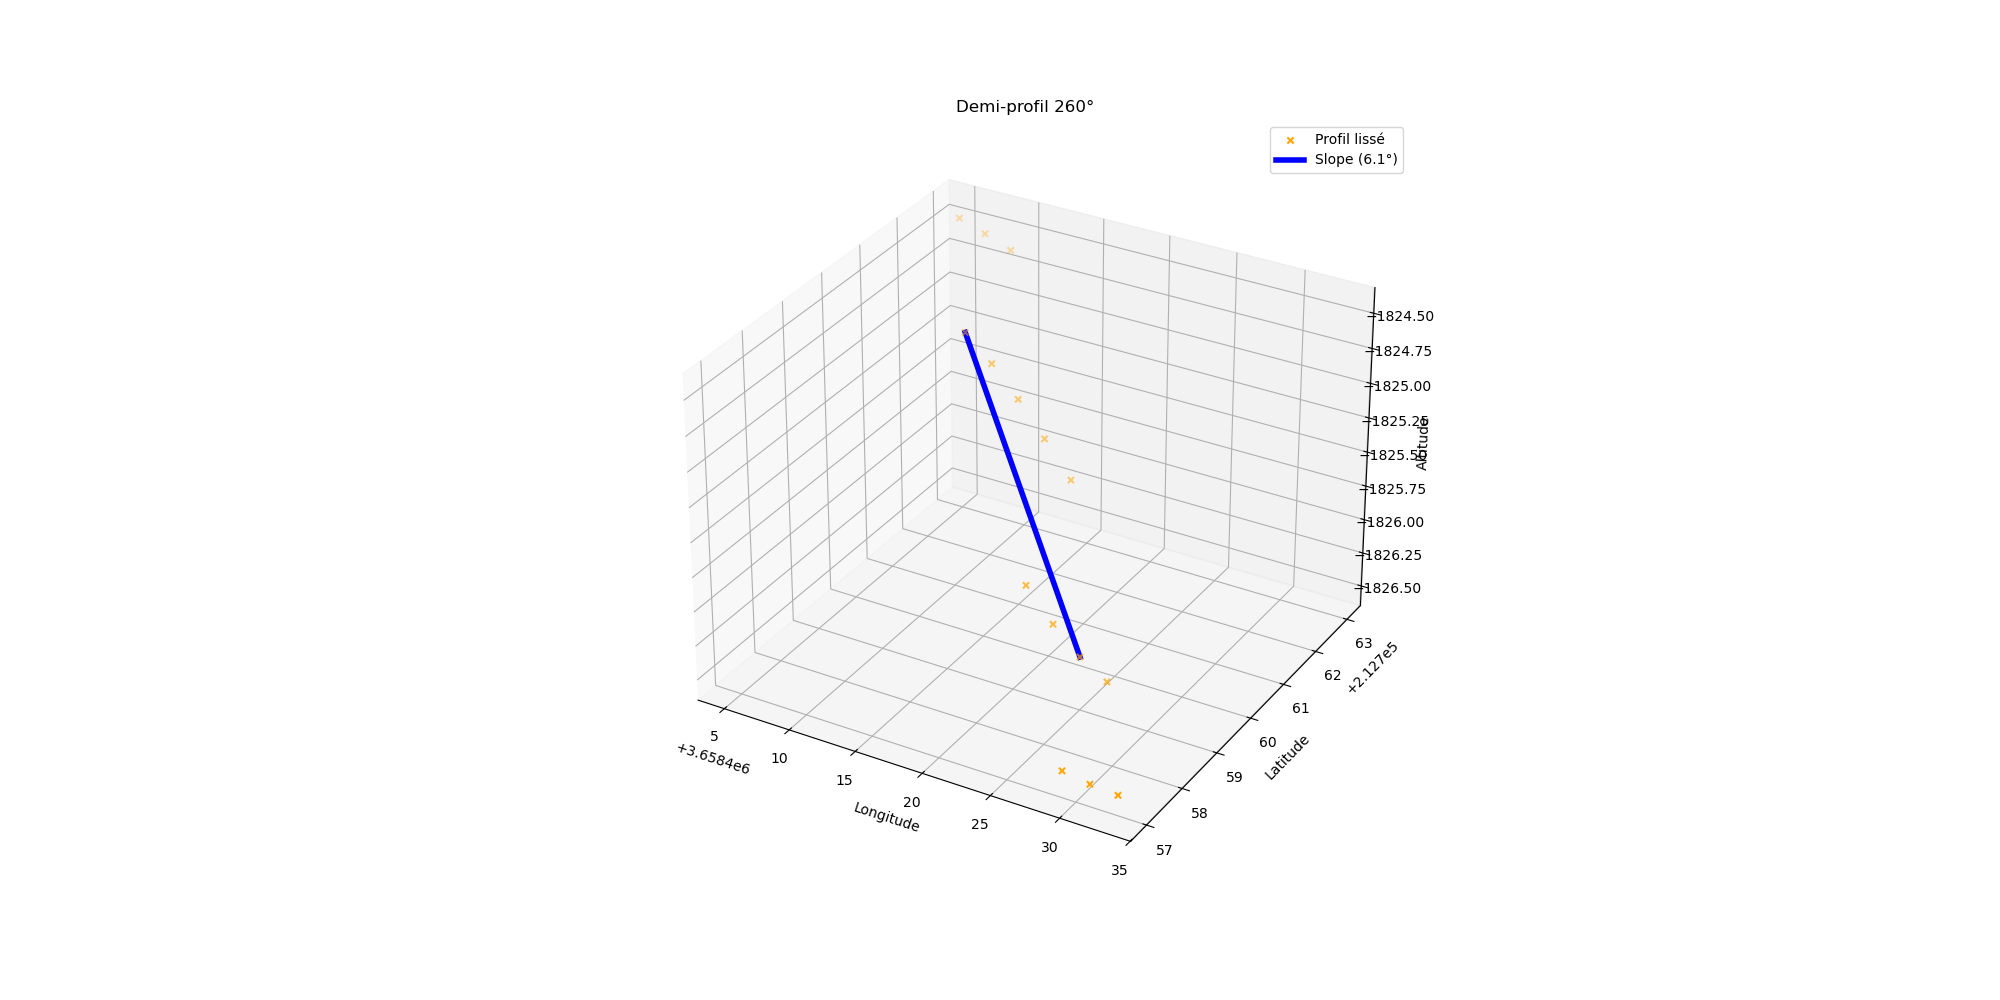 Demi-profil 260°
Profil lissé
Slope (6.1°)
−1824.50
−1824.75
−1825.00
−1825.25
−1825.50
−1825.75
−1826.00
−1826.25
−1826.50
Altitude
63
62
61
60
59
58
57
+2.127e5
Latitude
5
10
15
20
25
30
35
+3.6584e6
Longitude